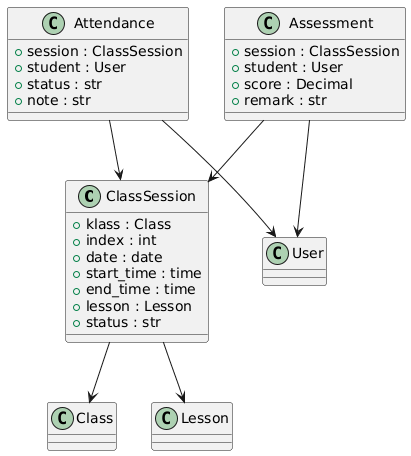 C Attendance
session : ClassSession
student : User
status : str
note : str
C Assessment
session : ClassSession
student : User
score : Decimal
remark : str
C ClassSession
klass : Class
index : int
date : date
start_time : time
end_time : time
lesson : Lesson
status : str
C User
C Class
C Lesson